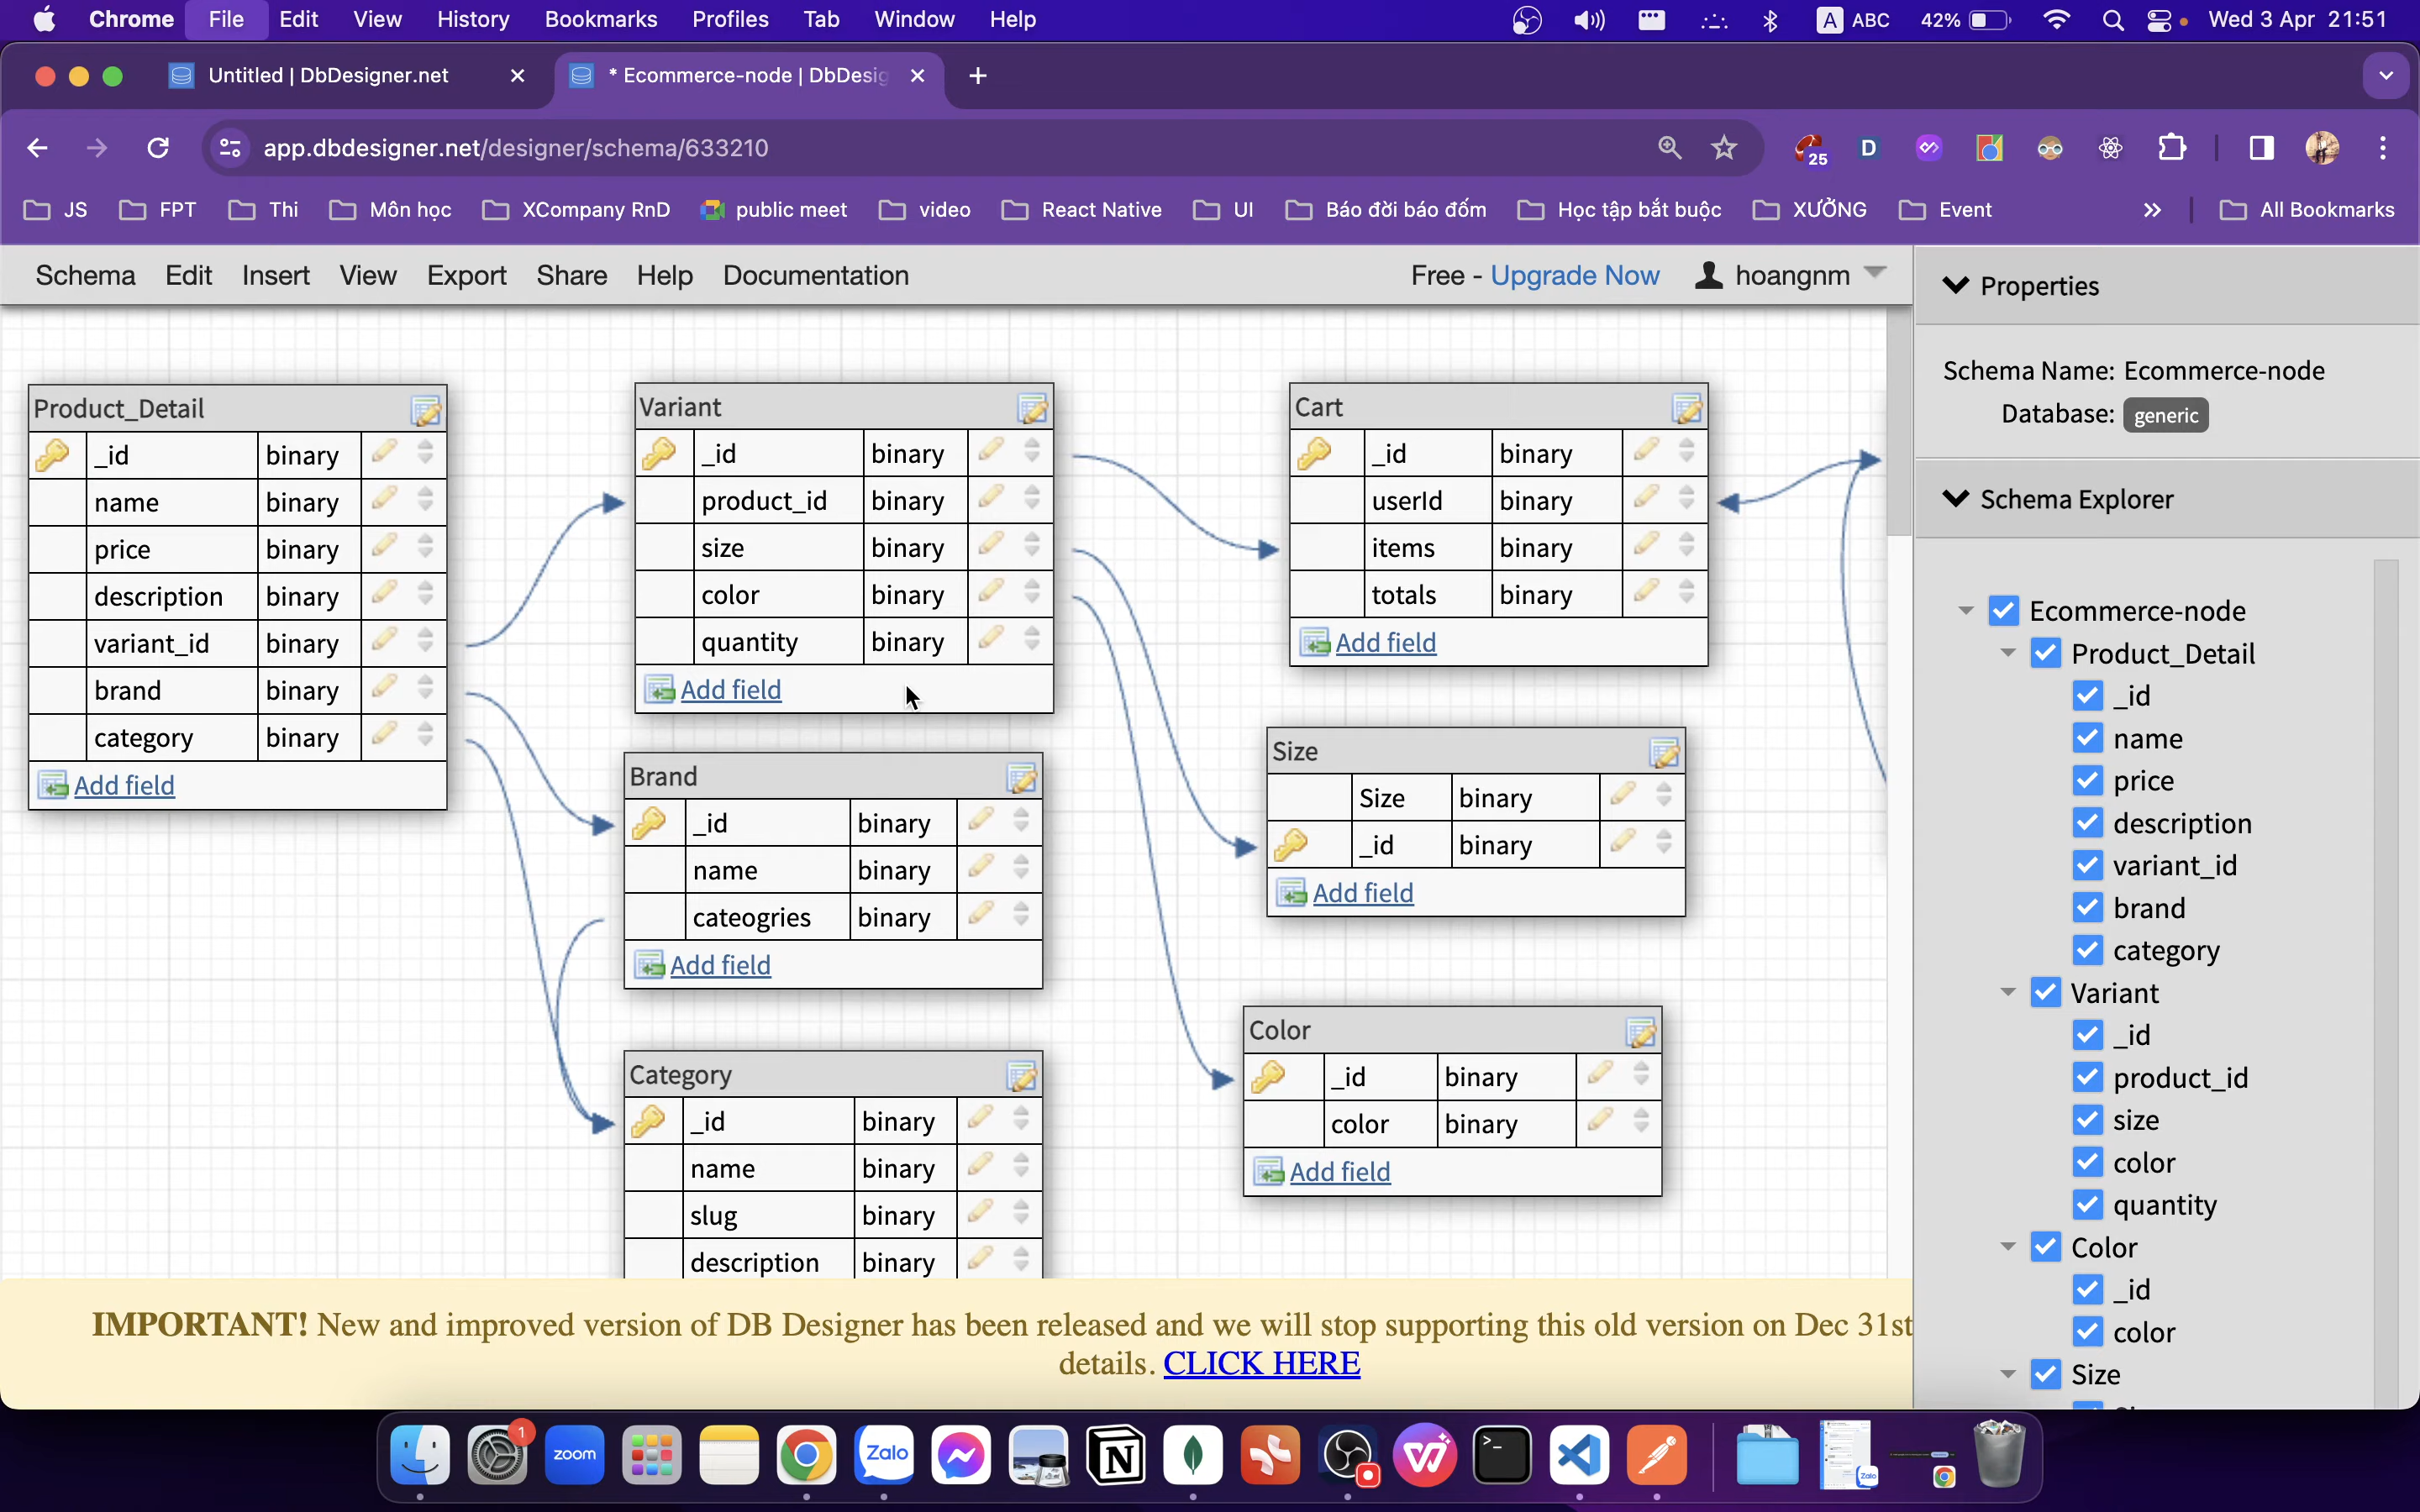 Chrome File Edit View History Bookmarks Profiles Tab Window Help A ABC 42% Wed 3 Apr 21:51
Untitled | DbDesigner.net * Ecommerce-node | DbDesig
app.dbdesigner.net/designer/schema/633210 25 D
JS FPT Thi Môn học XCompany RnD public meet video React Native UI Báo đời báo đốm Học tập bắt buộc XƯỞNG Event All Bookmarks
Schema Edit Insert View Export Share Help Documentation Free - Upgrade Now hoangnm
Product_Detail
_id binary
name binary
price binary
description binary
variant_id binary
brand binary
category binary
Add field
Variant
_id binary
product_id binary
size binary
color binary
quantity binary
Add field
Brand
_id binary
name binary
cateogries binary
Add field
Category
_id binary
name binary
slug binary
description binary
Cart
_id binary
userId binary
items binary
totals binary
Add field
Size
Size binary
_id binary
Add field
Color
_id binary
color binary
Add field
Properties
Schema Name: Ecommerce-node
Database: generic
Schema Explorer
Ecommerce-node
Product_Detail
_id
name
price
description
variant_id
brand
category
Variant
_id
product_id
size
color
quantity
Color
_id
color
Size
IMPORTANT! New and improved version of DB Designer has been released and we will stop supporting this old version on Dec 31st
details. CLICK HERE
1 zoom Zalo